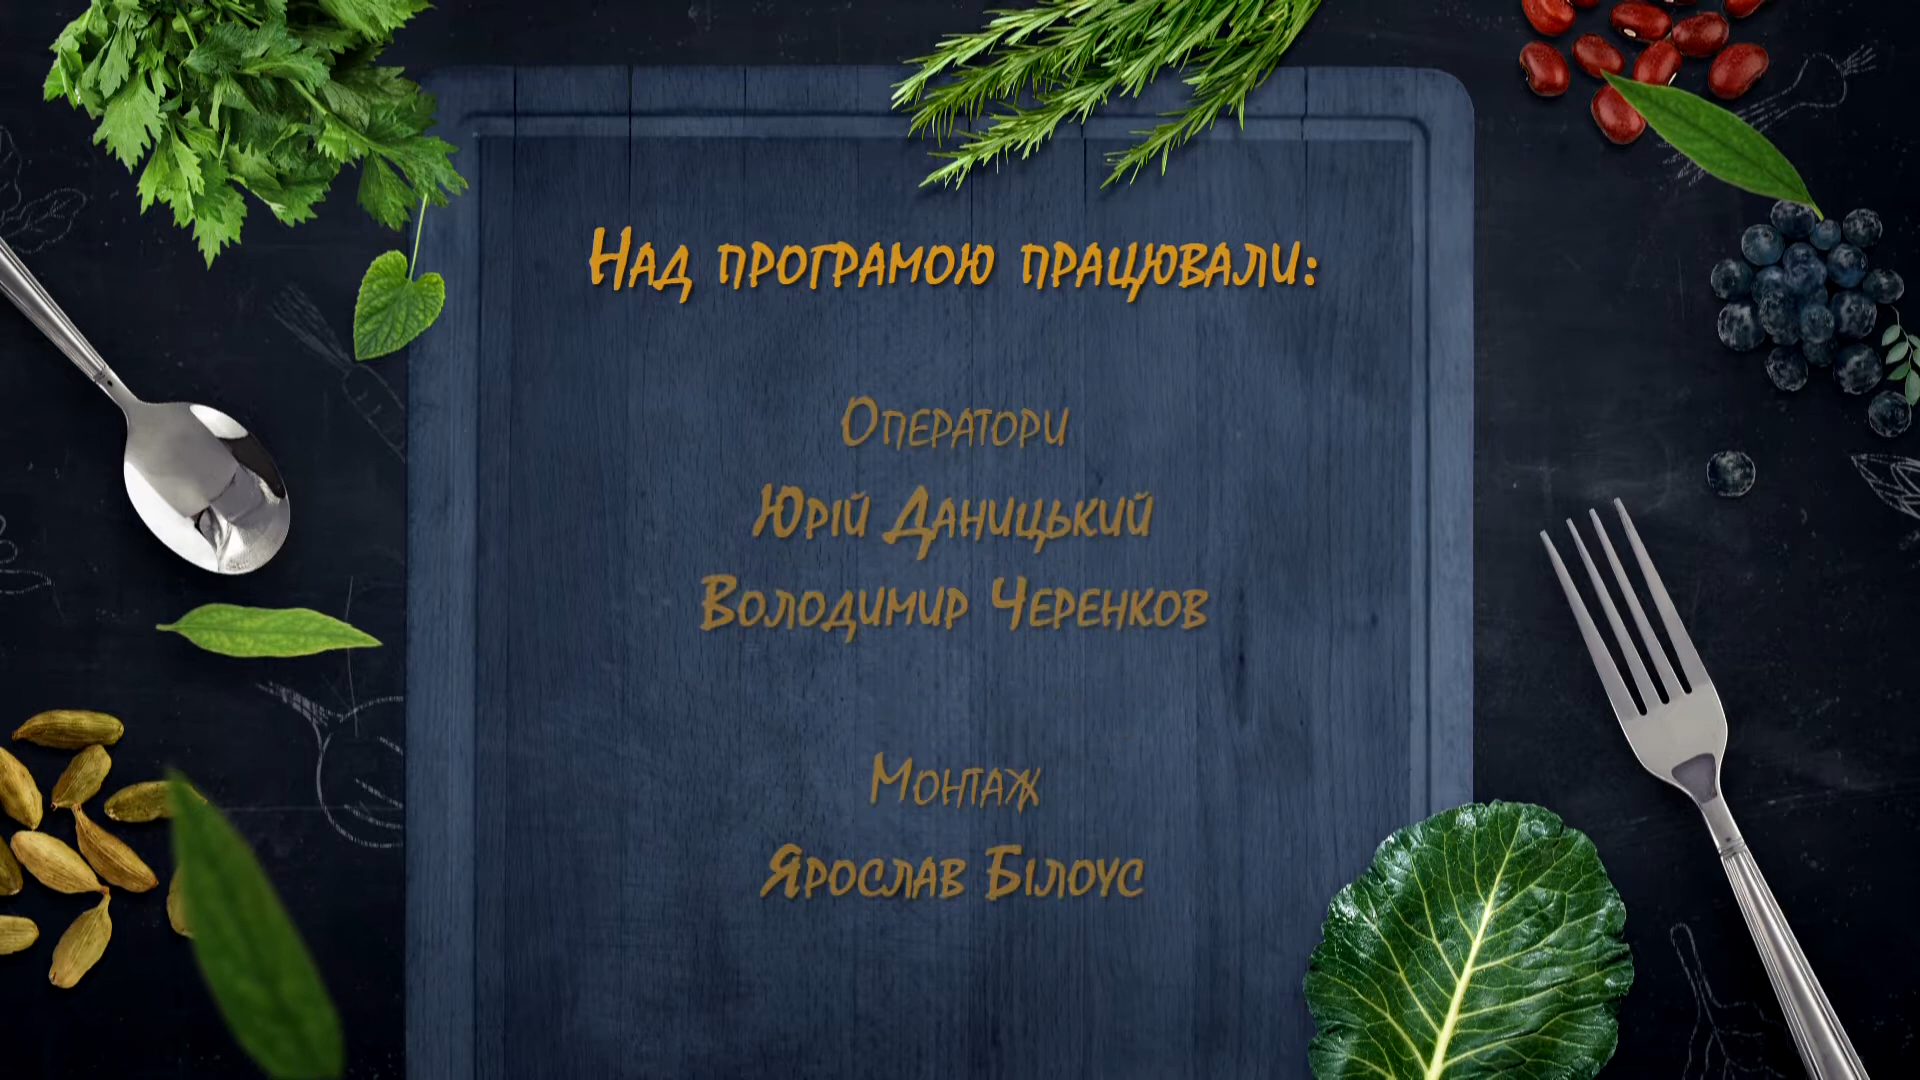 Над програмою працювали:
Оператори
Юрій Даницький
Володимир Черенков
Монтаж
Ярослав Білоус